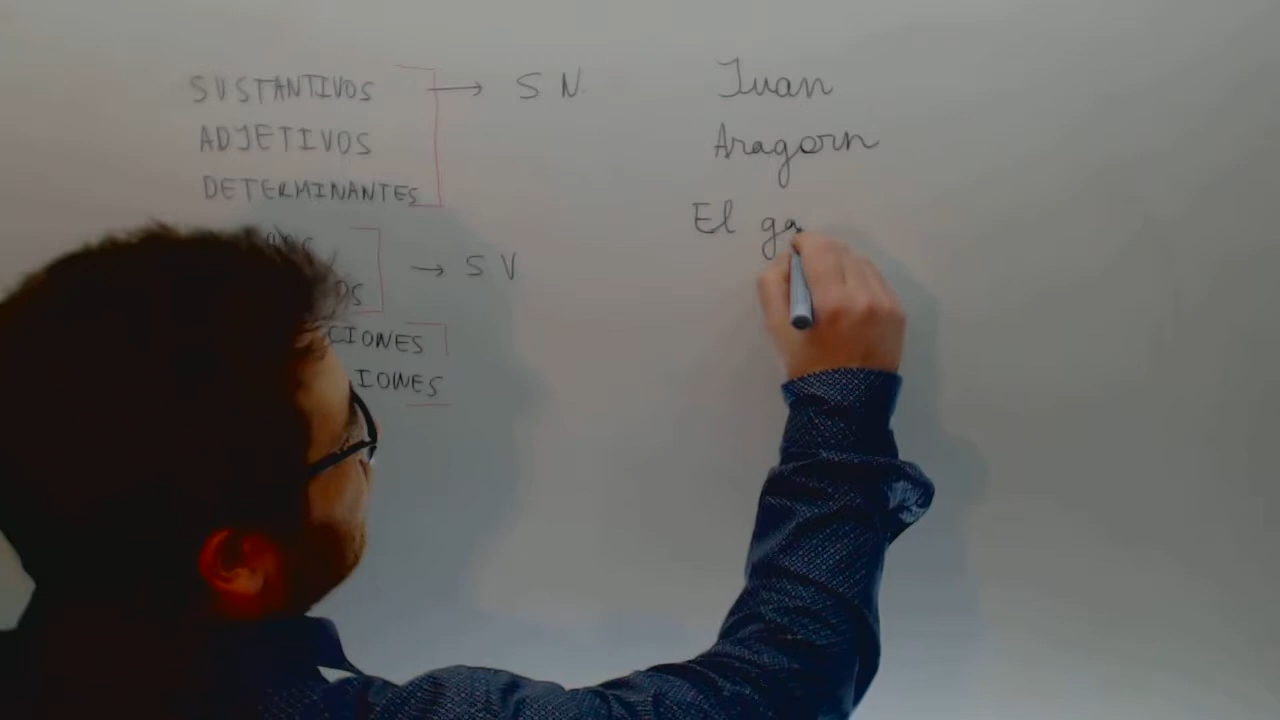 SUSTANTIVOS → S N.
ADJETIVOS
DETERMINANTES
→ S V
CIONES
IONES
Juan
Aragorn
El ga